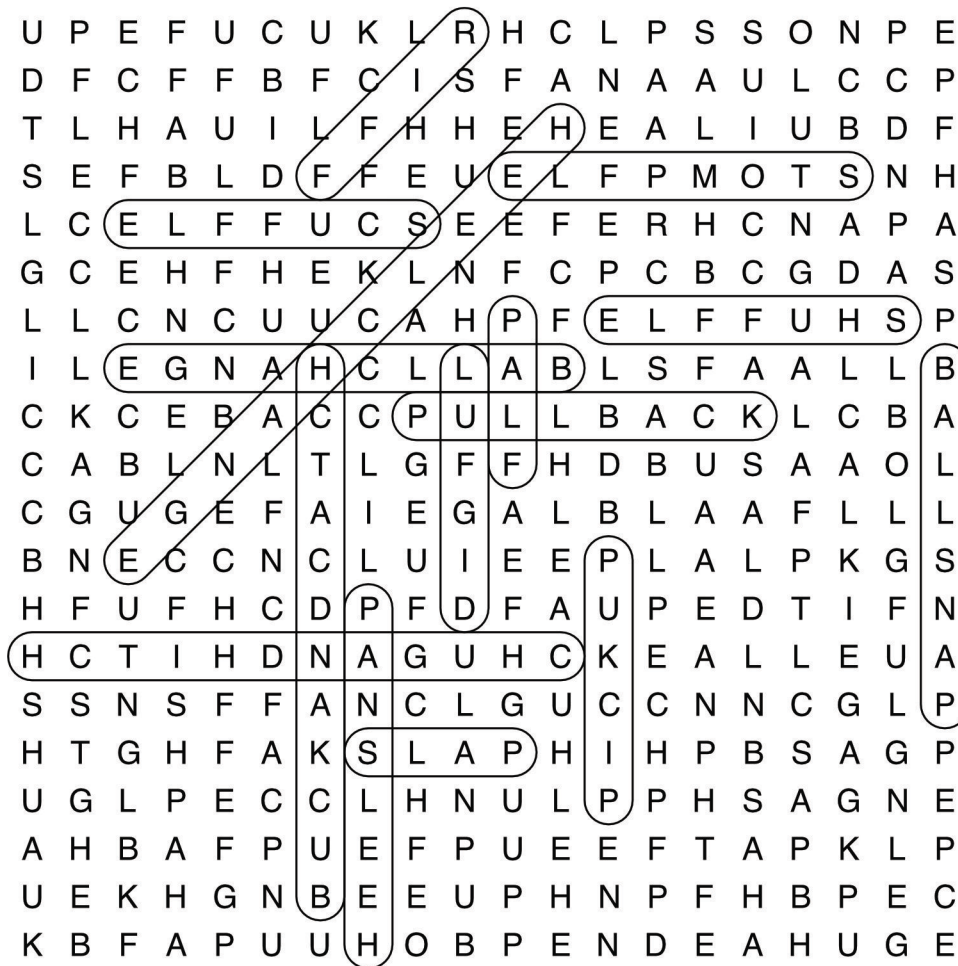 U P E F U C U K L R H C L P S S O N P E
D F C F F B F C I S F A N A A U L C C P
T L H A U I L F H H E H E A L I U B D F
S E F B L D F F E U E L F P M O T S N H
L C E L F F U C S E E F E R H C N A P A
G C E H F H E K L N F C P C B C G D A S
L L C N C U U C A H P F E L F F U H S P
I L E G N A H C L L A B L S F A A L L B
C K C E B A C C P U L L B A C K L C B A
C A B L N L T L G F F H D B U S A A O L
C G U G E F A I E G A L B L A A F L L L
B N E C C N C L U I E E P L A L P K G S
H F U F H C D P F D F A U P E D T I F N
H C T I H D N A G U H C K E A L L E U A
S S N S F F A N C L G U C C N N C G L P
H T G H F A K S L A P H I H P B S A G P
U G L P E C C L H N U L P P H S A G N E
A H B A F P U E F P U E E F T A P K L P
U E K H G N B E E U P H N P F H B P E C
K B F A P U U H O B P E N D E A H U G E